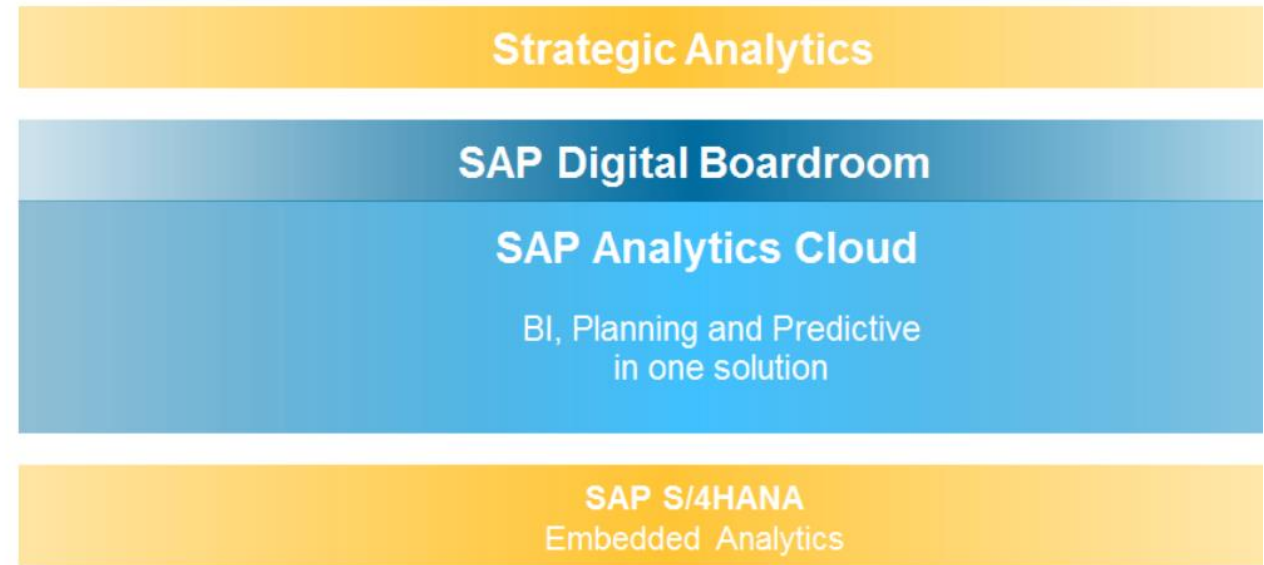 Strategic Analytics
SAP Digital Boardroom
SAP Analytics Cloud
BI, Planning and Predictive
in one solution
SAP S/4HANA
Embedded Analytics